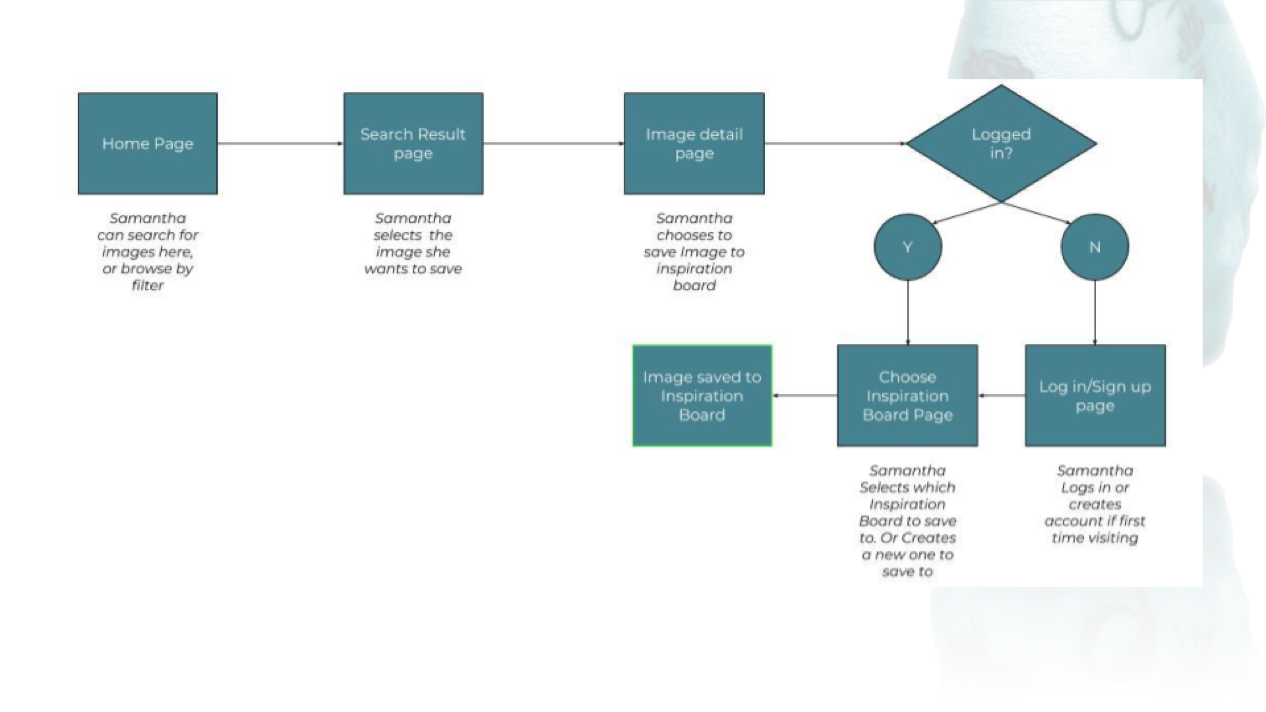 Home Page
Samantha
can search for
images here,
or browse by
filter
Search Result
page
Samantha
selects the
image she
wants to save
Image detail
page
Samantha
chooses to
save Image to
inspiration
board
Logged
in?
Y
N
Image saved to
Inspiration
Board
Choose
Inspiration
Board Page
Samantha
Selects which
Inspiration
Board to save
to. Or Creates
a new one to
save to
Log in/Sign up
page
Samantha
Logs in or
creates
account if first
time visiting